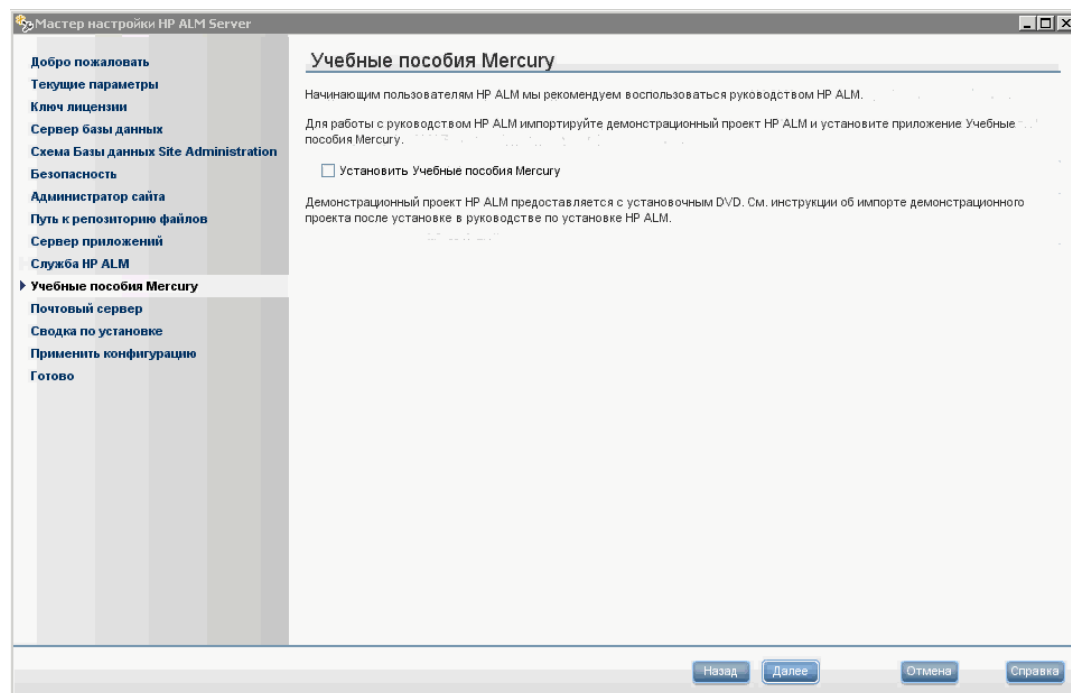 Мастер настройки HP ALM Server
Добро пожаловать
Текущие параметры
Ключ лицензии
Сервер базы данных
Схема Базы данных Site Administration
Безопасность
Администратор сайта
Путь к репозиторию файлов
Сервер приложений
Служба HP ALM
Учебные пособия Mercury
Почтовый сервер
Сводка по установке
Применить конфигурацию
Готово
Учебные пособия Mercury
Начинающим пользователям HP ALM мы рекомендуем воспользоваться руководством HP ALM.
Для работы с руководством HP ALM импортируйте демонстрационный проект HP ALM и установите приложение Учебные
пособия Mercury.
Установить Учебные пособия Mercury
Демонстрационный проект HP ALM предоставляется с установочным DVD. См. инструкции об импорте демонстрационного
проекта после установке в руководстве по установке HP ALM.
Назад
Далее
Отмена
Справка